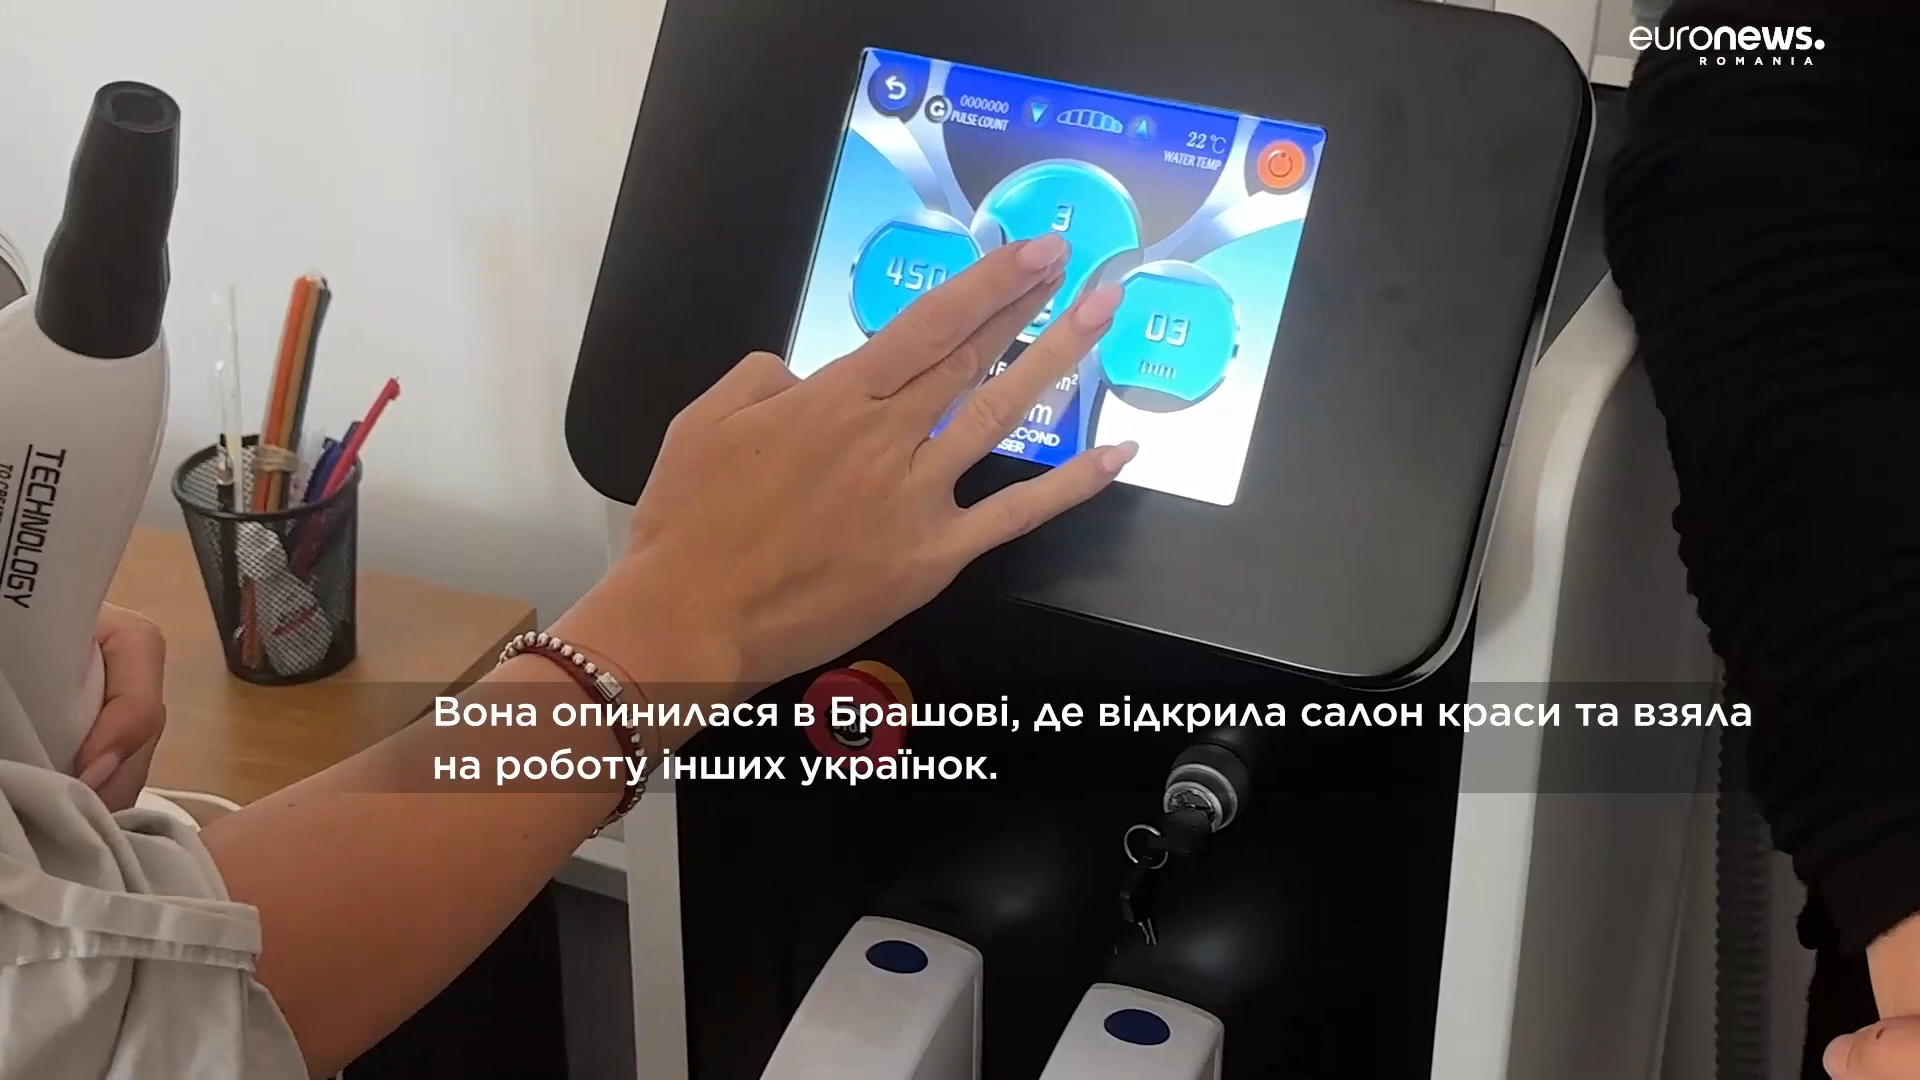 euronews.
ROMANIA
0000000
PULSE COUNT
22 °C
WATER TEMP
3
450
03
mm
TECHNOLOGY
Вона опинилася в Брашові, де відкрила салон краси та взяла
на роботу інших українок.